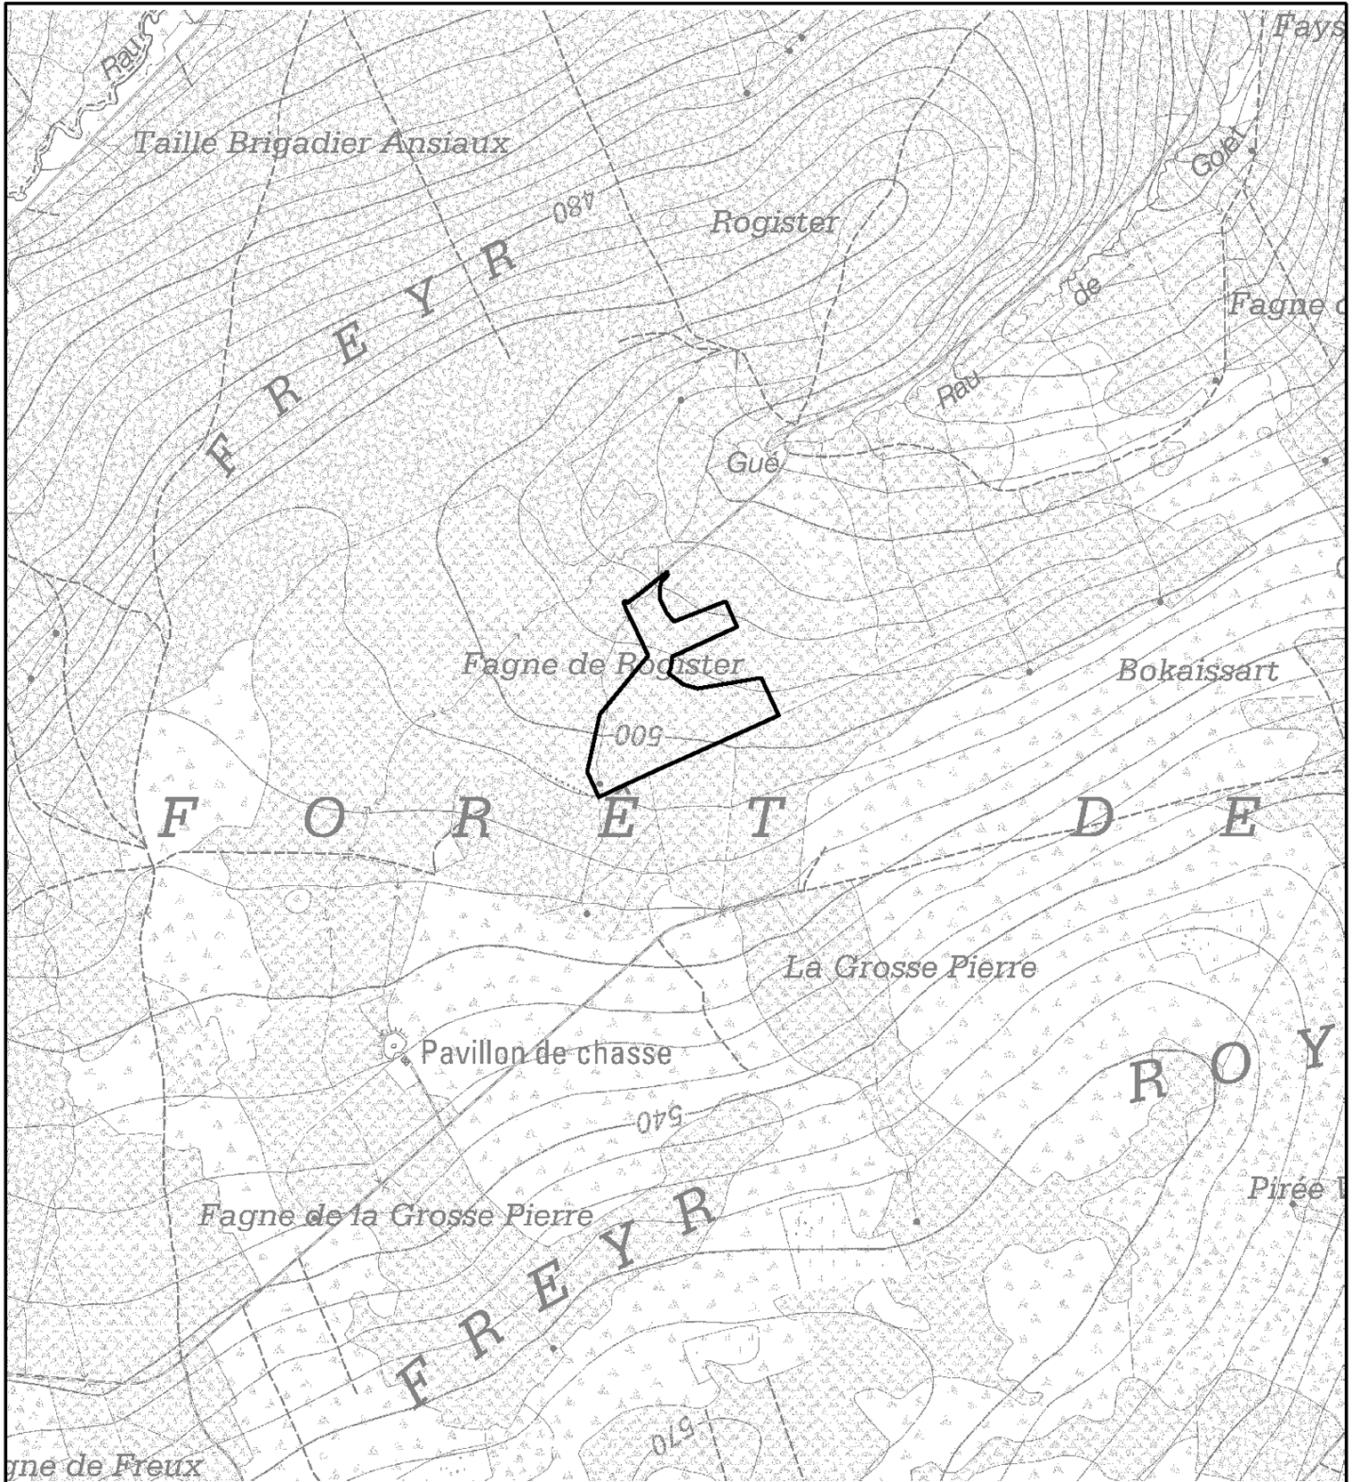 Fays
Rau
Taille Brigadier Ansiaux
Golet
480
Rogister
de
Fagne
FREYR
Rau
Gué
Fagne de Rogister
Bokaissart
500
FORÊT DE
La Grosse Pierre
Pavillon de chasse
ROY
540
Pirée
Fagne de la Grosse Pierre
FREYR
570
gne de Freux